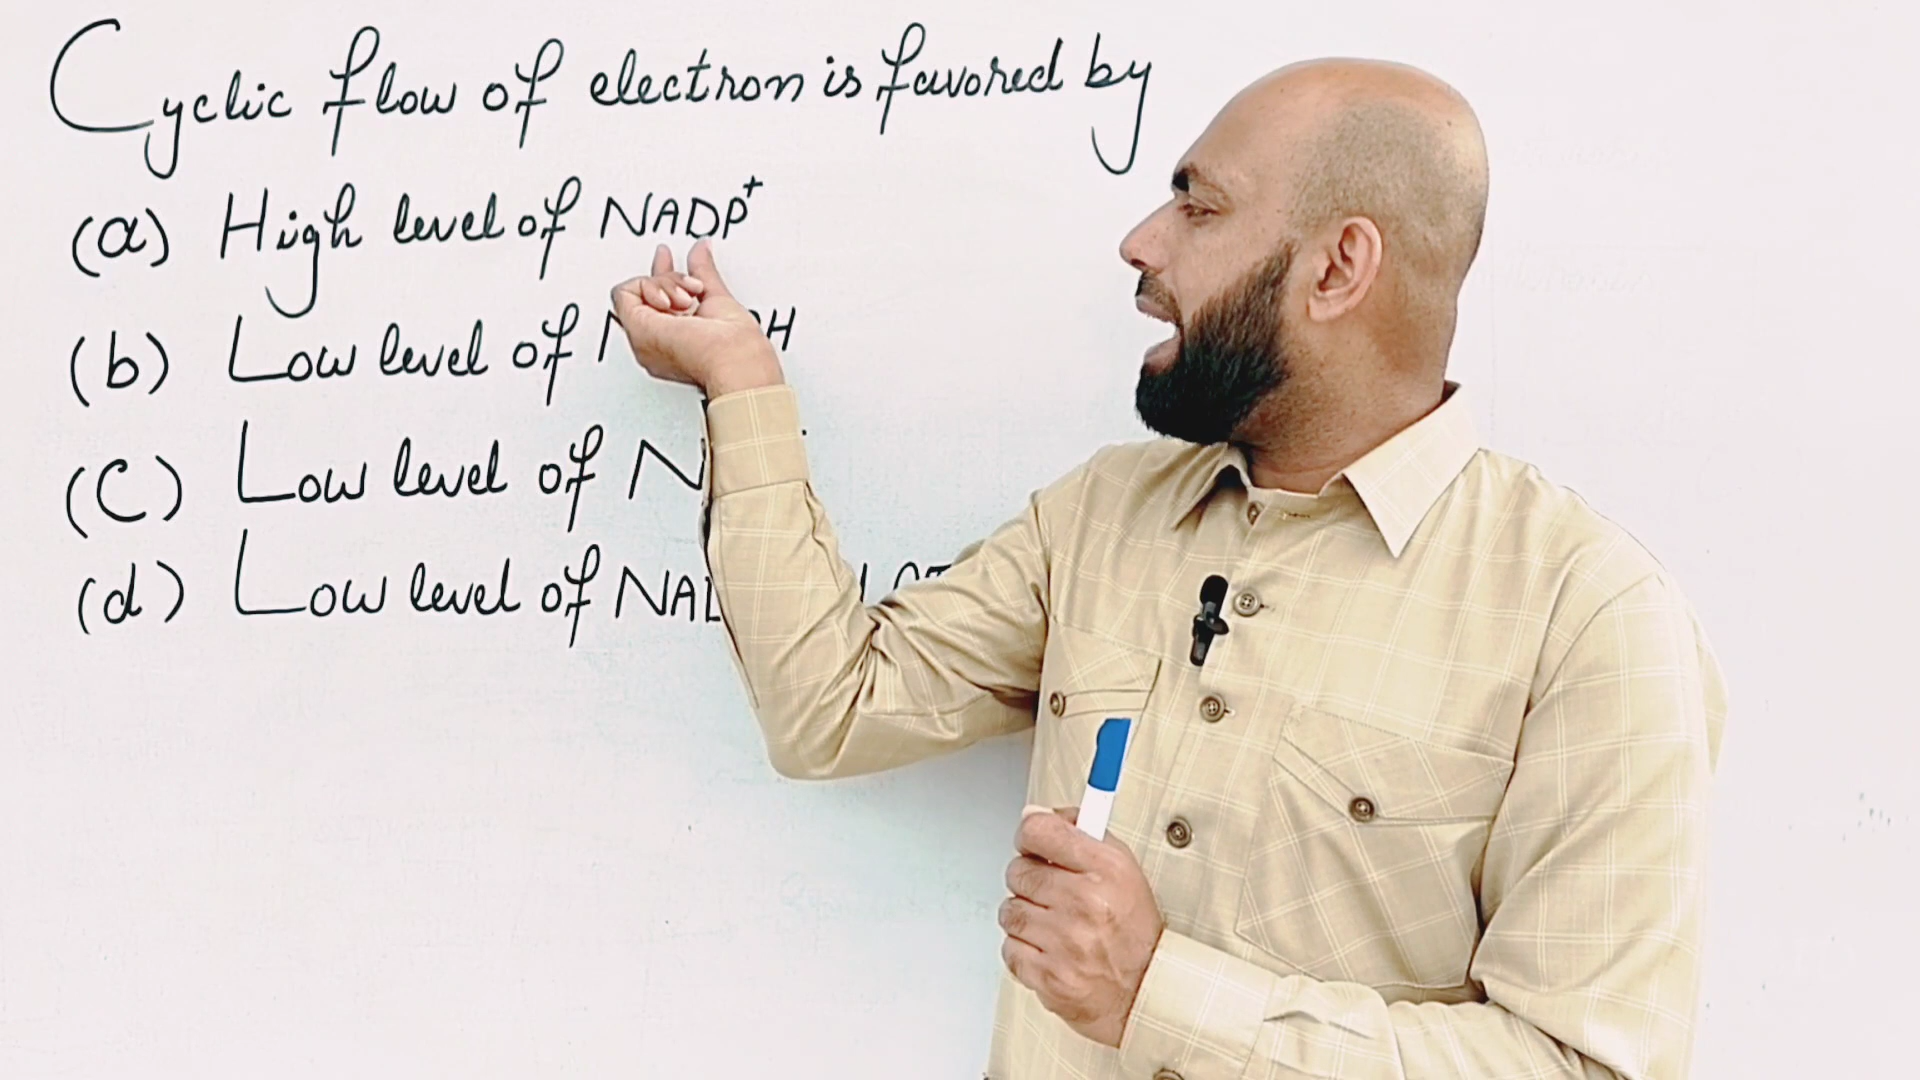 Cyclic flow of electron is favored by
(a) High level of NADP⁺
(b) Low level of
(C) Low level of
(d) Low level of